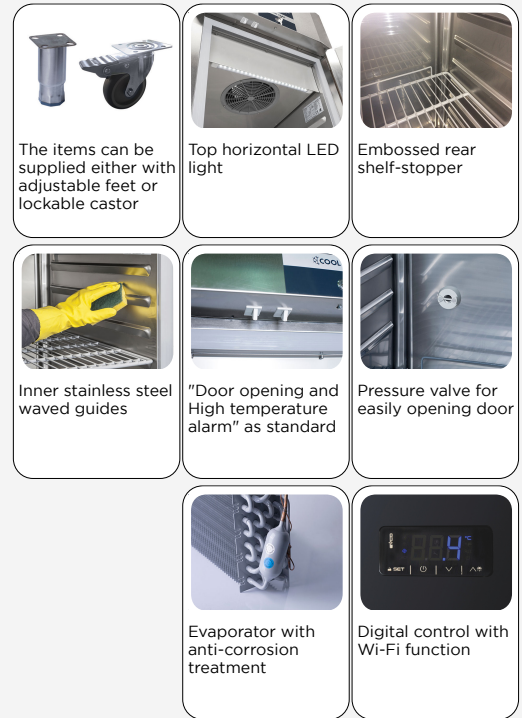 The items can be
supplied either with
adjustable feet or
lockable castor
Top horizontal LED
light
Embossed rear
shelf-stopper
COOL
Inner stainless steel
waved guides
"Door opening and
High temperature
alarm" as standard
Pressure valve for
easily opening door
Evaporator with
anti-corrosion
treatment
°C
SET
Digital control with
Wi-Fi function